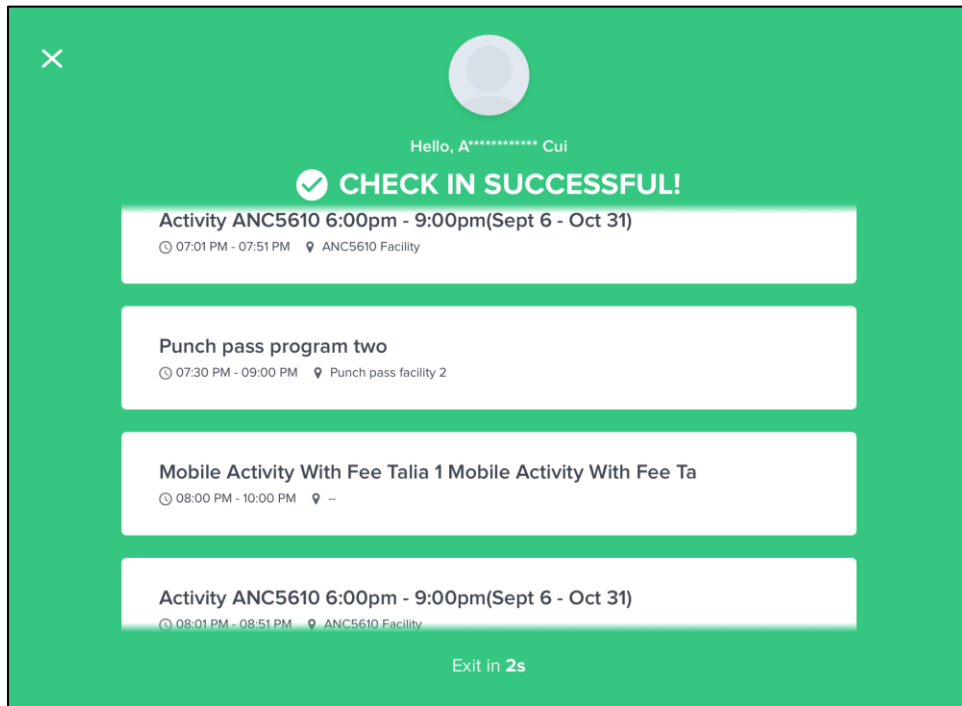 Hello, A************ Cui
CHECK IN SUCCESSFUL!
Activity ANC5610 6:00pm - 9:00pm(Sept 6 - Oct 31)
07:01 PM - 07:51 PM ANC5610 Facility
Punch pass program two
07:30 PM - 09:00 PM Punch pass facility 2
Mobile Activity With Fee Talia 1 Mobile Activity With Fee Ta
08:00 PM - 10:00 PM --
Activity ANC5610 6:00pm - 9:00pm(Sept 6 - Oct 31)
08:01 PM - 08:51 PM ANC5610 Facility
Exit in 2s